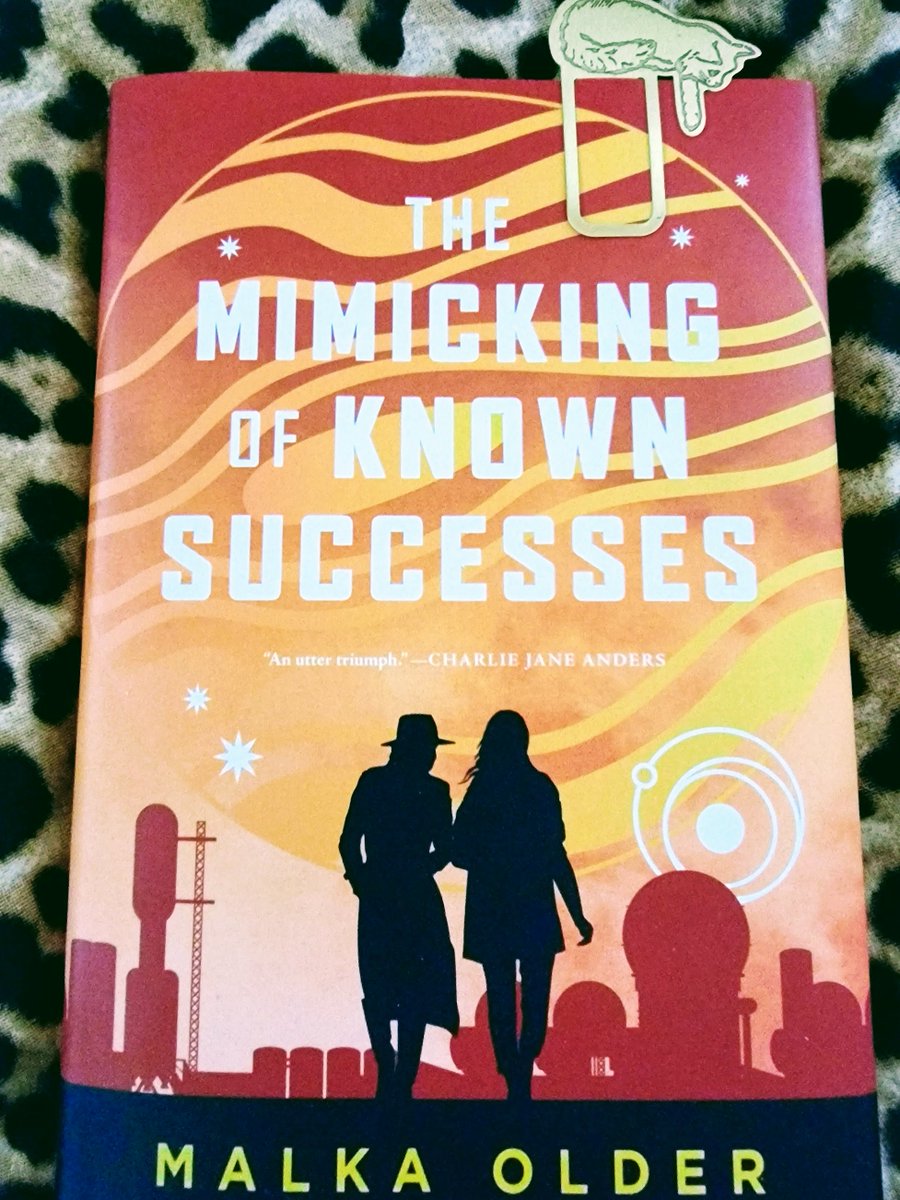 THE
MIMICKING
OF KNOWN
SUCCESSES
“An utter triumph.” —CHARLIE JANE ANDERS
MALKA OLDER